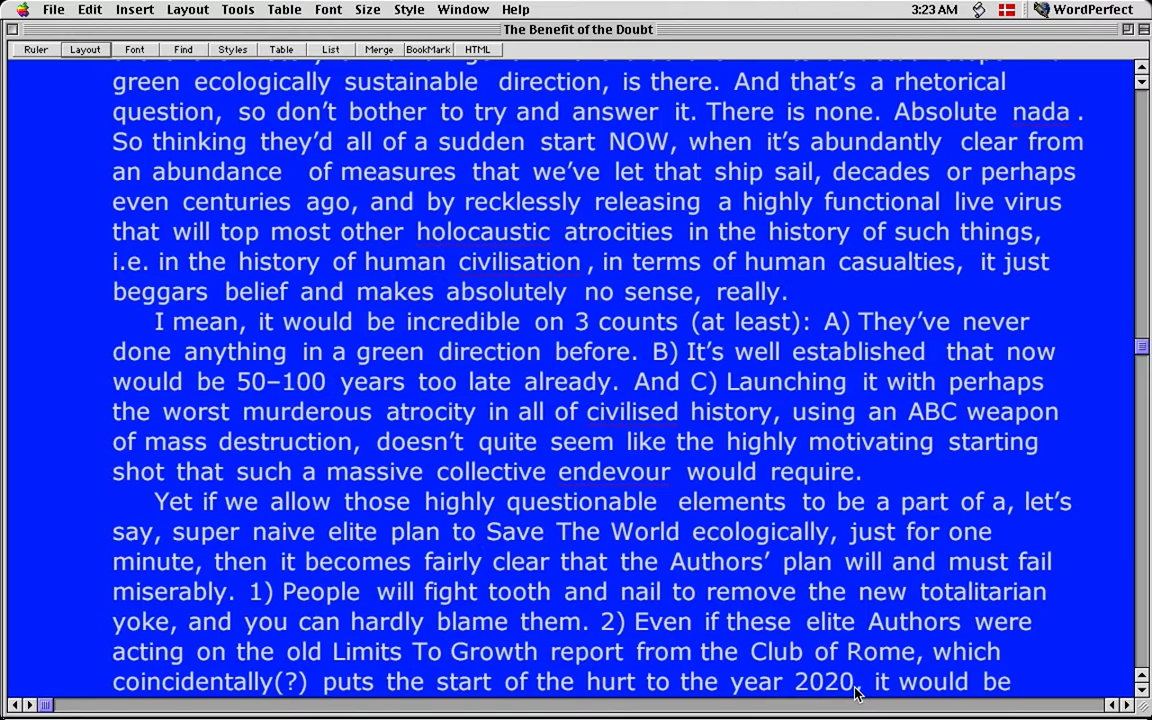 File Edit Insert Layout Tools Table Font Size Style Window Help 3:23 AM WordPerfect
The Benefit of the Doubt
Ruler Layout Font Find Styles Table List Merge BookMark HTML
green ecologically sustainable direction, is there. And that’s a rhetorical
question, so don’t bother to try and answer it. There is none. Absolute nada .
So thinking they’d all of a sudden start NOW, when it’s abundantly clear from
an abundance of measures that we’ve let that ship sail, decades or perhaps
even centuries ago, and by recklessly releasing a highly functional live virus
that will top most other holocaustic atrocities in the history of such things,
i.e. in the history of human civilisation , in terms of human casualties, it just
beggars belief and makes absolutely no sense, really.
I mean, it would be incredible on 3 counts (at least): A) They’ve never
done anything in a green direction before. B) It’s well established that now
would be 50–100 years too late already. And C) Launching it with perhaps
the worst murderous atrocity in all of civilised history, using an ABC weapon
of mass destruction, doesn’t quite seem like the highly motivating starting
shot that such a massive collective endevour would require.
Yet if we allow those highly questionable elements to be a part of a, let’s
say, super naive elite plan to Save The World ecologically, just for one
minute, then it becomes fairly clear that the Authors’ plan will and must fail
miserably. 1) People will fight tooth and nail to remove the new totalitarian
yoke, and you can hardly blame them. 2) Even if these elite Authors were
acting on the old Limits To Growth report from the Club of Rome, which
coincidentally(?) puts the start of the hurt to the year 2020, it would be